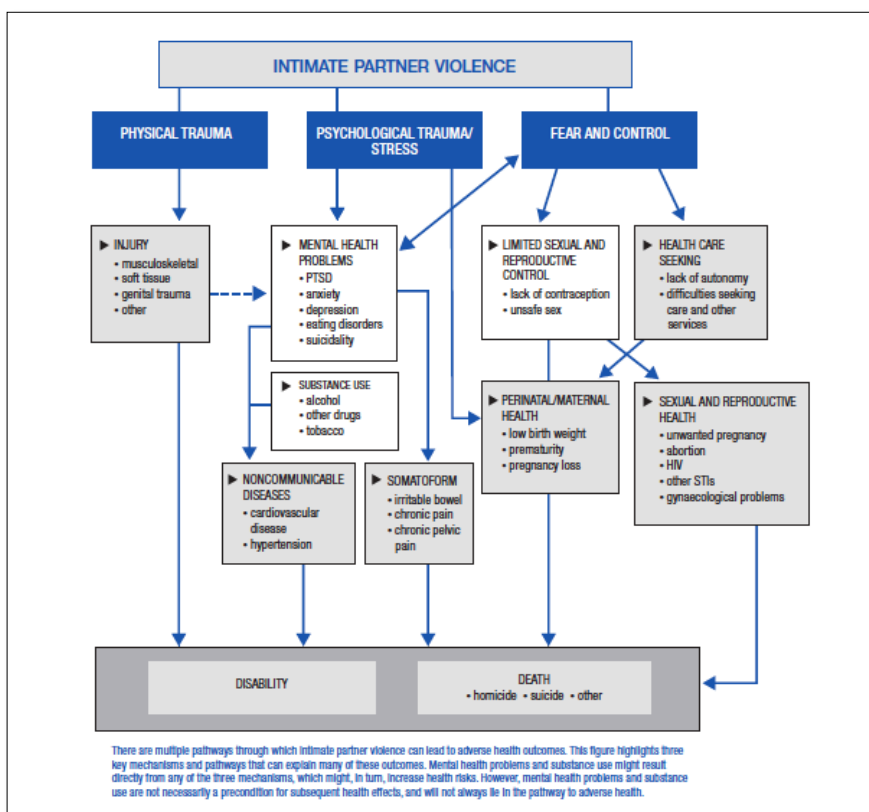 INTIMATE PARTNER VIOLENCE
PHYSICAL TRAUMA
PSYCHOLOGICAL TRAUMA/
STRESS
FEAR AND CONTROL
▶ INJURY
• musculoskeletal
• soft tissue
• genital trauma
• other
▶ MENTAL HEALTH
PROBLEMS
• PTSD
• anxiety
• depression
• eating disorders
• suicidality
▶ LIMITED SEXUAL AND
REPRODUCTIVE
CONTROL
• lack of contraception
• unsafe sex
▶ HEALTH CARE
SEEKING
• lack of autonomy
• difficulties seeking
care and other
services
▶ SUBSTANCE USE
• alcohol
• other drugs
• tobacco
▶ PERINATAL/MATERNAL
HEALTH
• low birth weight
• prematurity
• pregnancy loss
▶ SEXUAL AND REPRODUCTIVE
HEALTH
• unwanted pregnancy
• abortion
• HIV
• other STIs
• gynaecological problems
▶ NONCOMMUNICABLE
DISEASES
• cardiovascular
disease
• hypertension
▶ SOMATOFORM
• irritable bowel
• chronic pain
• chronic pelvic
pain
DISABILITY
DEATH
• homicide • suicide • other
There are multiple pathways through which intimate partner violence can lead to adverse health outcomes. This figure highlights three
key mechanisms and pathways that can explain many of these outcomes. Mental health problems and substance use might result
directly from any of the three mechanisms, which might, in turn, increase health risks. However, mental health problems and substance
use are not necessarily a precondition for subsequent health effects, and will not always lie in the pathway to adverse health.